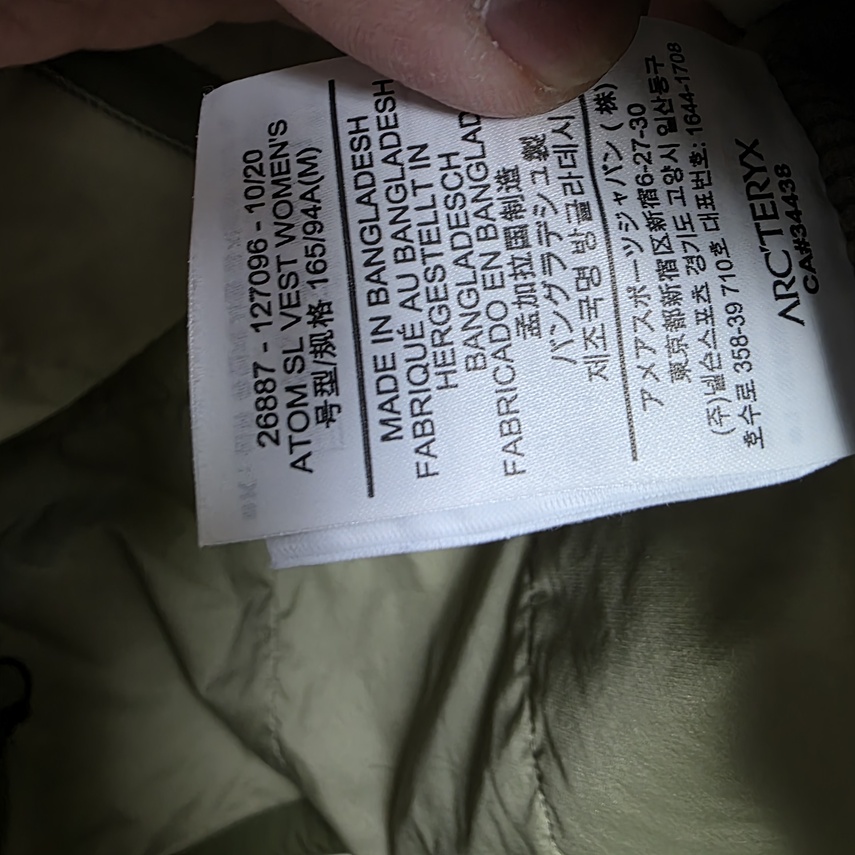 26887 - 127096 - 10/20
ATOM SL VEST WOMEN'S
号型/规格 165/94A(M)
MADE IN BANGLADESH
FABRIQUÉ AU BANGLADESH
HERGESTELLT IN
BANGLADESCH
FABRICADO EN BANGLAD
孟加拉国制造
バングラデシュ製
제조국명 방글라데시
アメアスポーツジャパン (株)
東京都新宿区新宿6-27-30
(주)넬슨스포츠 경기도 고양시 일산동구
호수로 358-39 710호 대표번호: 1644-1708
ARC'TERYX
CA#34436